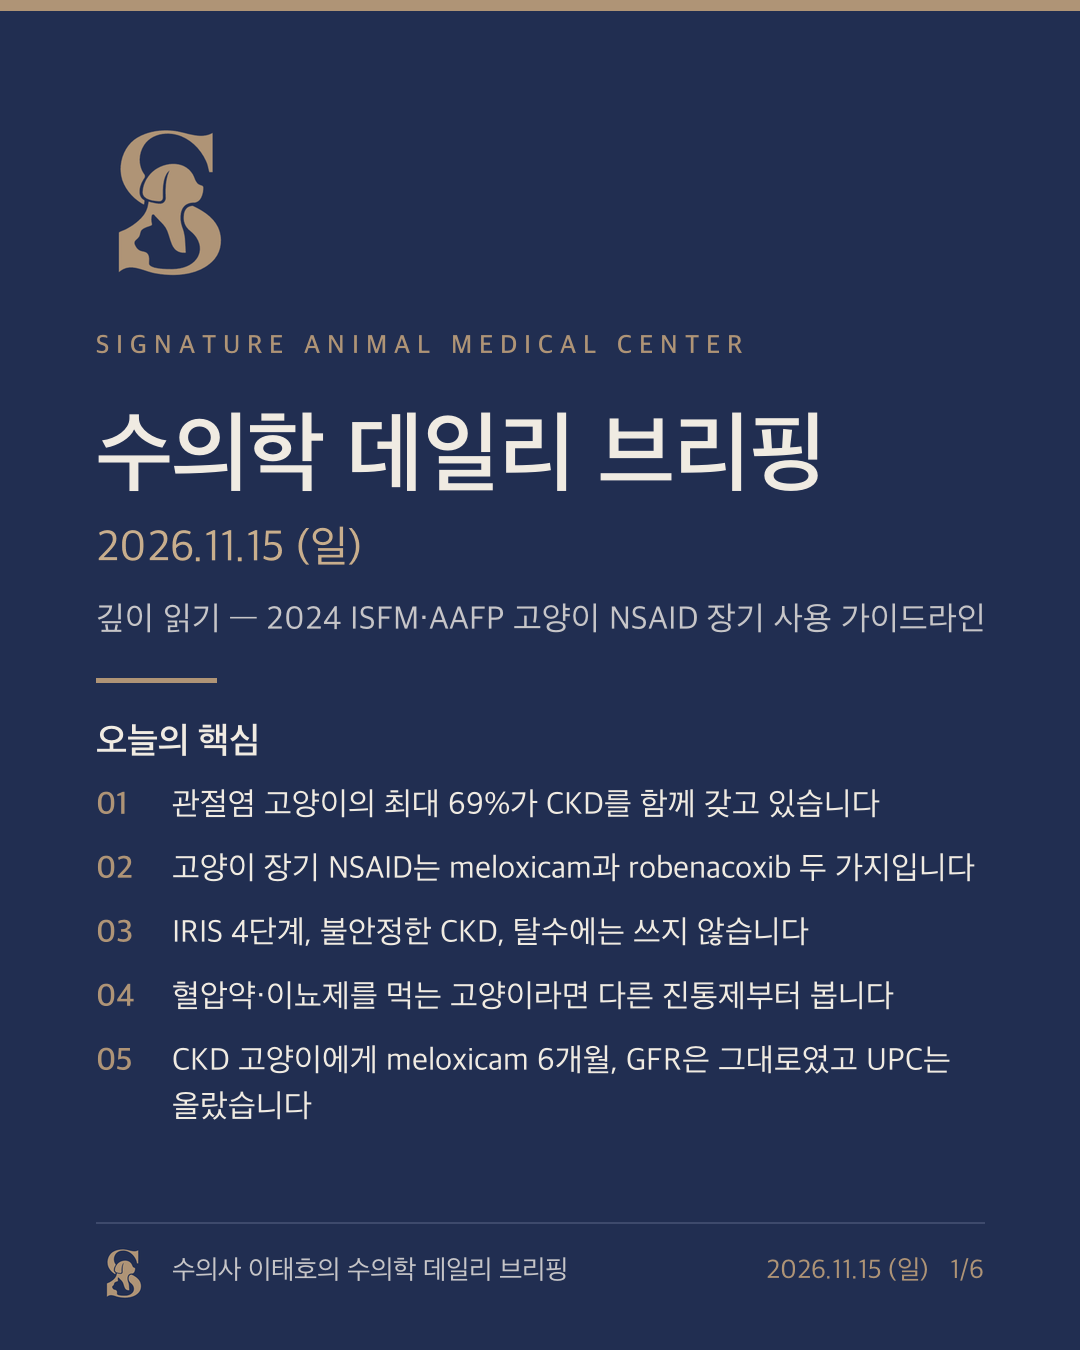 SIGNATURE ANIMAL MEDICAL CENTER
수의학 데일리 브리핑
2026.11.15 (일)
깊이 읽기 — 2024 ISFM·AAFP 고양이 NSAID 장기 사용 가이드라인
오늘의 핵심
01 관절염 고양이의 최대 69%가 CKD를 함께 갖고 있습니다
02 고양이 장기 NSAID는 meloxicam과 robenacoxib 두 가지입니다
03 IRIS 4단계, 불안정한 CKD, 탈수에는 쓰지 않습니다
04 혈압약·이뇨제를 먹는 고양이라면 다른 진통제부터 봅니다
05 CKD 고양이에게 meloxicam 6개월, GFR은 그대로였고 UPC는
올랐습니다
수의사 이태호의 수의학 데일리 브리핑 2026.11.15 (일) 1/6